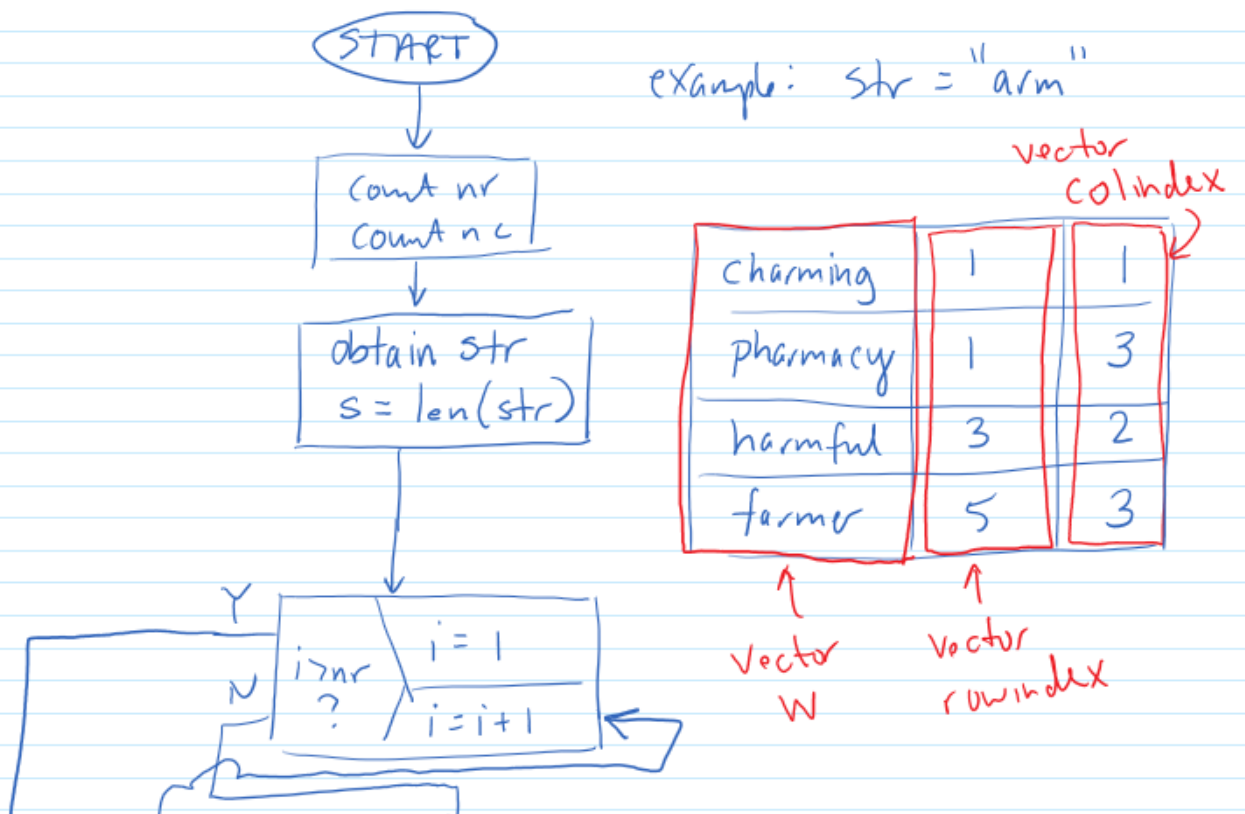 START
example: str = "arm"
vector
colindex
count nr
count nc
charming 1 1
obtain str
s = len(str)
pharmacy 1 3
harmful 3 2
farmer 5 3
Y
i>nr
?
i = 1
N
i = i + 1
vector
W
vector
rowindex